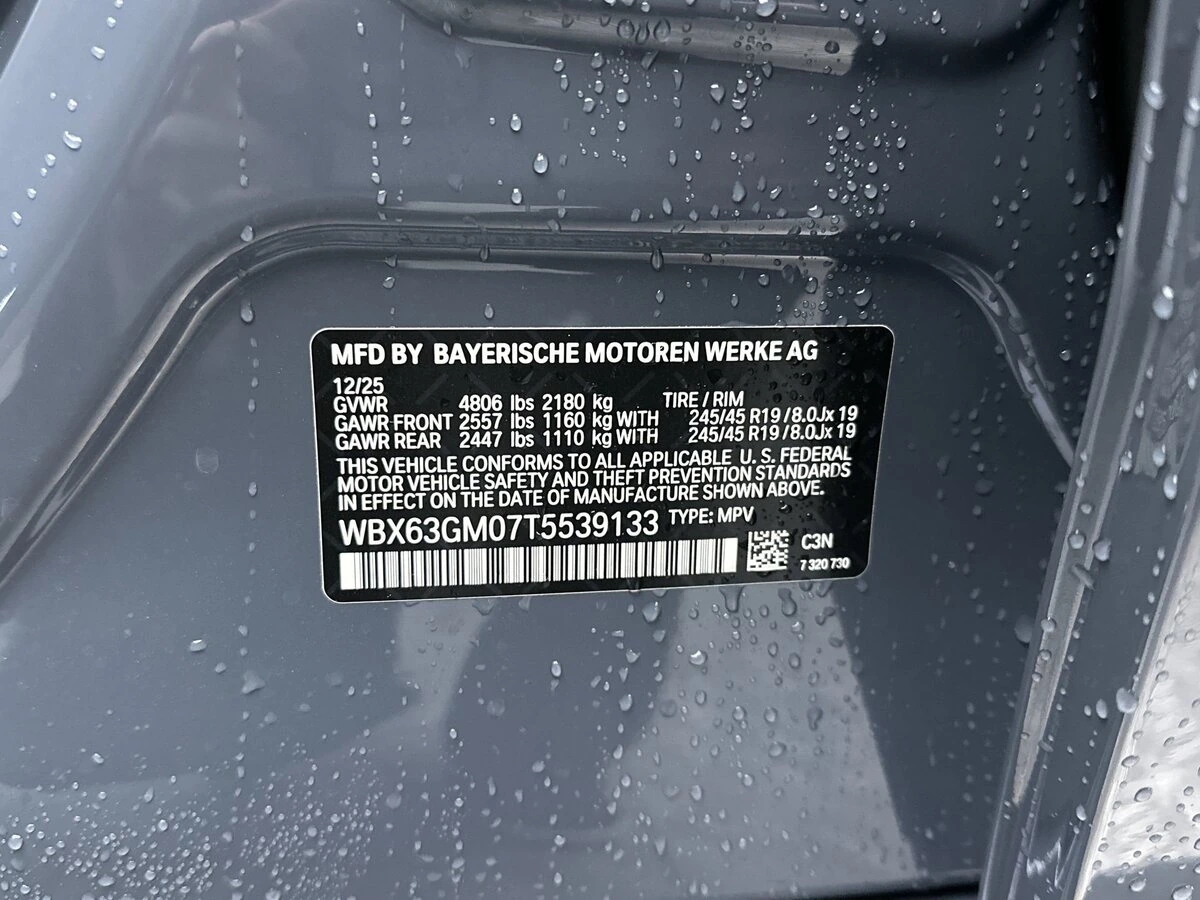 MFD BY BAYERISCHE MOTOREN WERKE AG
12/25
GVWR 4806 lbs 2180 kg TIRE / RIM
GAWR FRONT 2557 lbs 1160 kg WITH 245/45 R19 / 8.0Jx 19
GAWR REAR 2447 lbs 1110 kg WITH 245/45 R19 / 8.0Jx 19
THIS VEHICLE CONFORMS TO ALL APPLICABLE U. S. FEDERAL
MOTOR VEHICLE SAFETY AND THEFT PREVENTION STANDARDS
IN EFFECT ON THE DATE OF MANUFACTURE SHOWN ABOVE.
WBX63GM07T5539133 TYPE: MPV
C3N
7 320 730